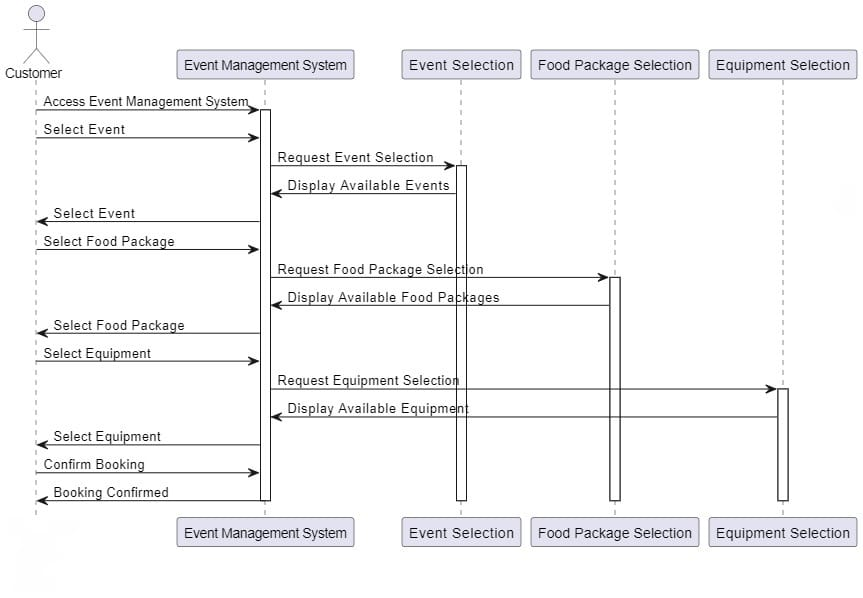 Customer
Event Management System
Event Selection
Food Package Selection
Equipment Selection
Access Event Management System
Select Event
Request Event Selection
Display Available Events
Select Event
Select Food Package
Request Food Package Selection
Display Available Food Packages
Select Food Package
Select Equipment
Request Equipment Selection
Display Available Equipment
Select Equipment
Confirm Booking
Booking Confirmed
Event Management System
Event Selection
Food Package Selection
Equipment Selection